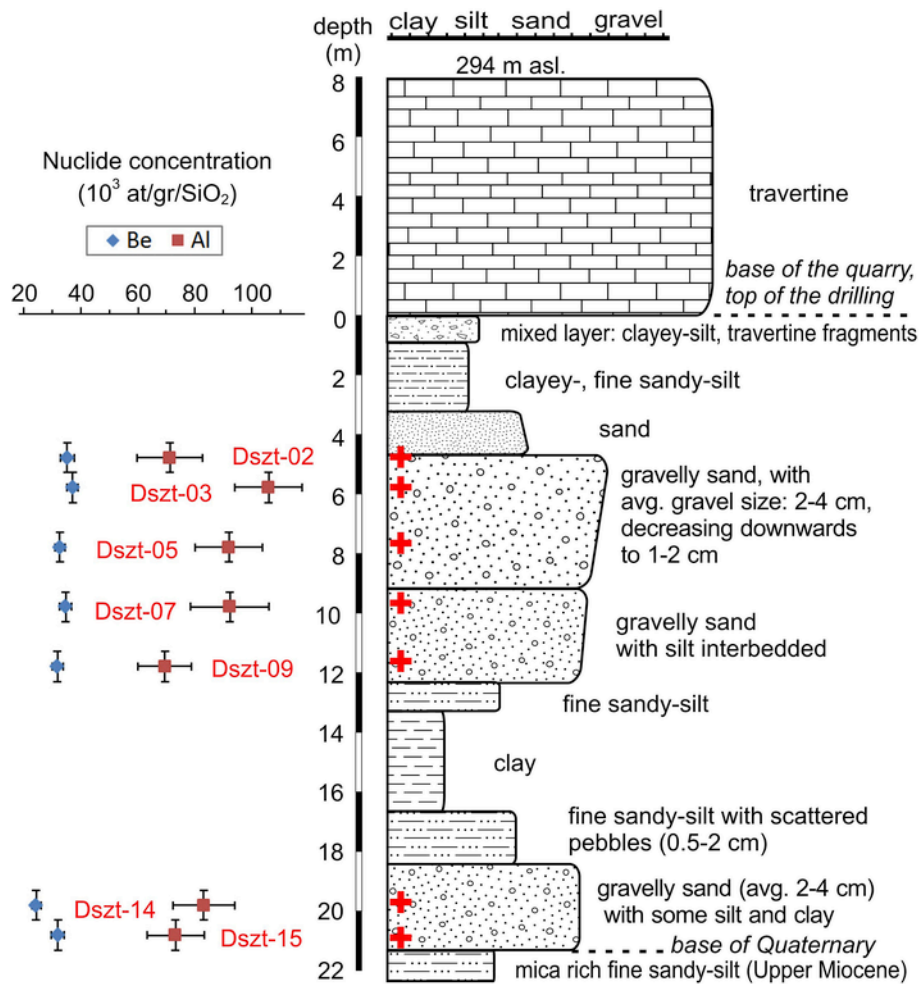 depth
(m)
clay silt sand gravel
294 m asl.
8
6
4
2
0
2
4
6
8
10
12
14
16
18
20
22
Nuclide concentration
(10³ at/gr/SiO₂)
Be Al
20 40 60 80 100
travertine
base of the quarry,
top of the drilling
mixed layer: clayey-silt, travertine fragments
clayey-, fine sandy-silt
sand
Dszt-02
Dszt-03
gravelly sand, with
avg. gravel size: 2-4 cm,
decreasing downwards
to 1-2 cm
Dszt-05
Dszt-07
gravelly sand
with silt interbedded
Dszt-09
fine sandy-silt
clay
fine sandy-silt with scattered
pebbles (0.5-2 cm)
Dszt-14
gravelly sand (avg. 2-4 cm)
with some silt and clay
Dszt-15
base of Quaternary
mica rich fine sandy-silt (Upper Miocene)